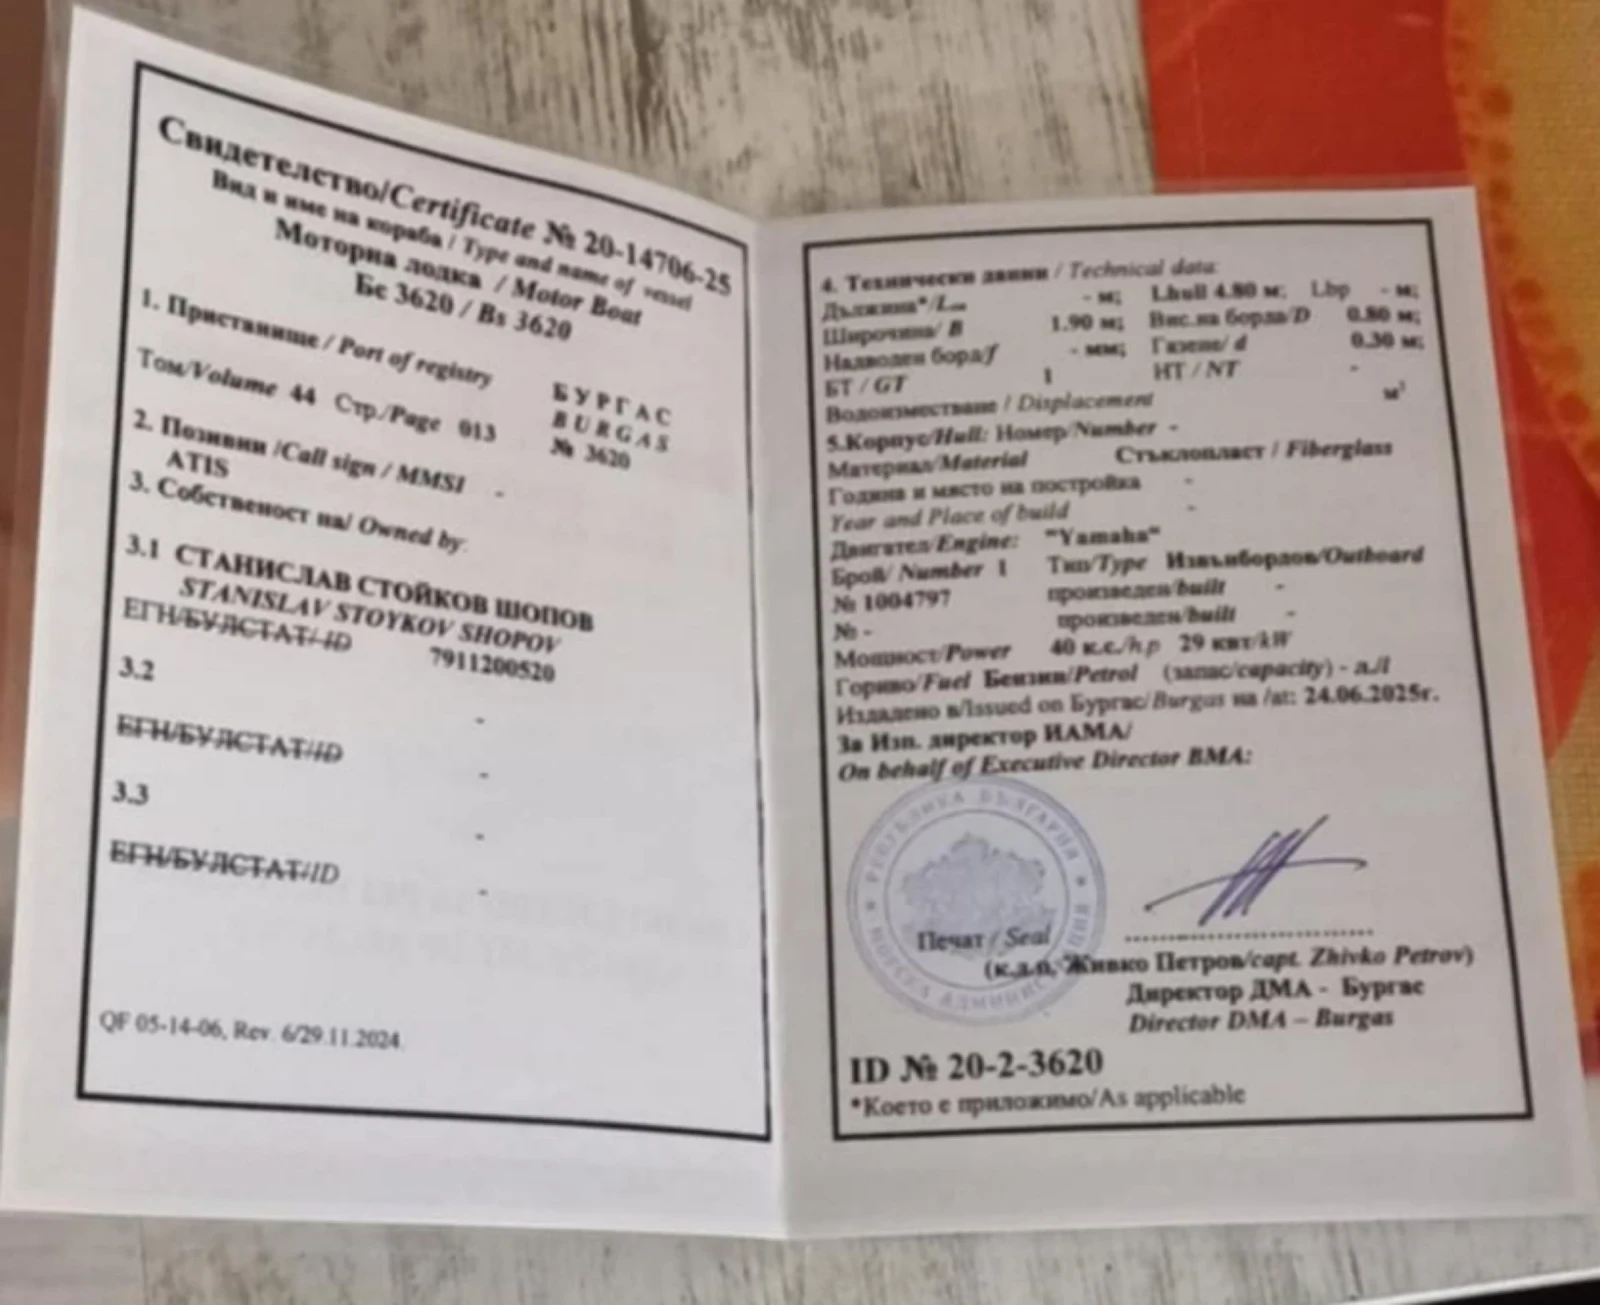 Свидетелство/Certificate № 20-14706-25
Вид и име на кораба / Type and name of vessel
Моторна лодка / Motor Boat
Бс 3620 / Bs 3620
1. Пристанище / Port of registry БУРГАС
BURGAS
Том/Volume 44 Стр./Page 013 № 3620
2. Позивни /Call sign / MMSI -
ATIS
3. Собственост на/ Owned by:
3.1 СТАНИСЛАВ СТОЙКОВ ШОПОВ
STANISLAV STOYKOV SHOPOV
ЕГН/БУЛСТАТ/ ID 7911200520
3.2 -
ЕГН/БУЛСТАТ/ID -
3.3 -
ЕГН/БУЛСТАТ/ID -
QF 05-14-06, Rev. 6/29.11.2024.
4. Технически данни / Technical data:
Дължина*/L - м; Lhull 4.80 м; Lbp - м;
Широчина/ B 1.90 м; Вис.на борда/D 0.80 м;
Надводен борд/f - мм; Газене/ d 0.30 м;
БТ / GT 1 НТ / NT -
Водоизместване / Displacement м³
5.Корпус/Hull: Номер/Number -
Материал/Material Стъклопласт / Fiberglass
Година и място на постройка -
Year and Place of build -
Двигател/Engine: "Yamaha"
Брой/ Number 1 Тип/Type Извънбордов/Outboard
№ 1004797 произведен/built -
№ - произведен/built -
Мощност/Power 40 к.с./h.p 29 квт/kW
Гориво/Fuel Бензин/Petrol (запас/capacity) - л./l
Издадено в/Issued on Бургас/Burgas на /at: 24.06.2025г.
За Изп. директор ИАМА/
On behalf of Executive Director BMA:
РЕПУБЛИКА БЪЛГАРИЯ
МОРСКА АДМИНИСТРАЦИЯ
Печат / Seal
(к.д.п. Живко Петров/capt. Zhivko Petrov)
Директор ДМА - Бургас
Director DMA – Burgas
ID № 20-2-3620
*Което е приложимо/As applicable